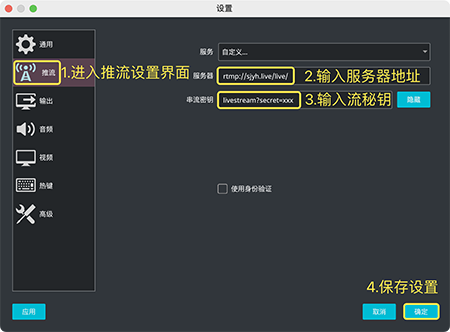 设置
通用
推流
1.进入推流设置界面
输出
音频
视频
热键
高级
服务 自定义...
服务器 rtmp://sjyh.live/live/
2.输入服务器地址
串流密钥 livestream?secret=xxx 隐藏
3.输入流秘钥
使用身份验证
4.保存设置
应用 取消 确定